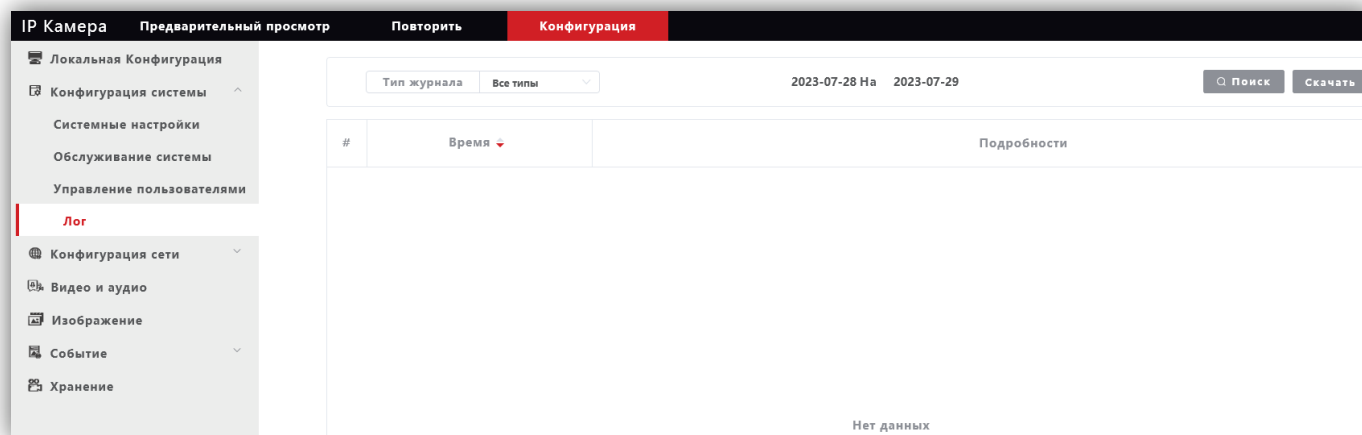 IP Камера Предварительный просмотр Повторить Конфигурация
Локальная Конфигурация
Конфигурация системы
Системные настройки
Обслуживание системы
Управление пользователями
Лог
Конфигурация сети
Видео и аудио
Изображение
Событие
Хранение
Тип журнала Все типы 2023-07-28 На 2023-07-29 Поиск Скачать
# Время Подробности
Нет данных